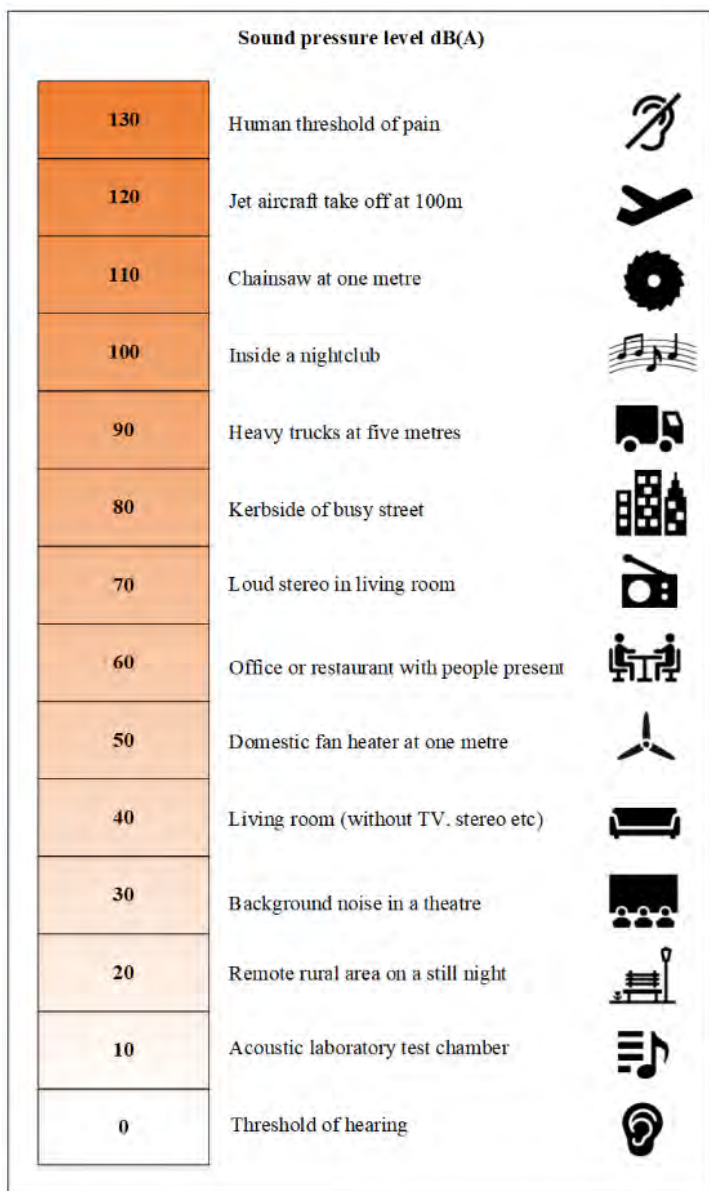 Sound pressure level dB(A)
130 Human threshold of pain
120 Jet aircraft take off at 100m
110 Chainsaw at one metre
100 Inside a nightclub
90 Heavy trucks at five metres
80 Kerbside of busy street
70 Loud stereo in living room
60 Office or restaurant with people present
50 Domestic fan heater at one metre
40 Living room (without TV. stereo etc)
30 Background noise in a theatre
20 Remote rural area on a still night
10 Acoustic laboratory test chamber
0 Threshold of hearing